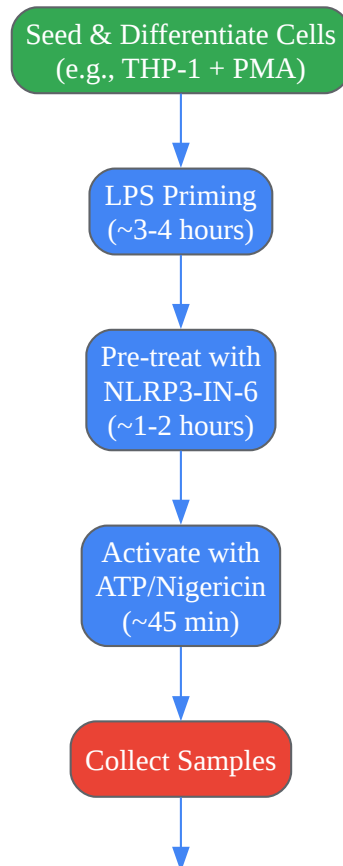 Seed & Differentiate Cells
(e.g., THP-1 + PMA)
LPS Priming
(~3-4 hours)
Pre-treat with
NLRP3-IN-6
(~1-2 hours)
Activate with
ATP/Nigericin
(~45 min)
Collect Samples